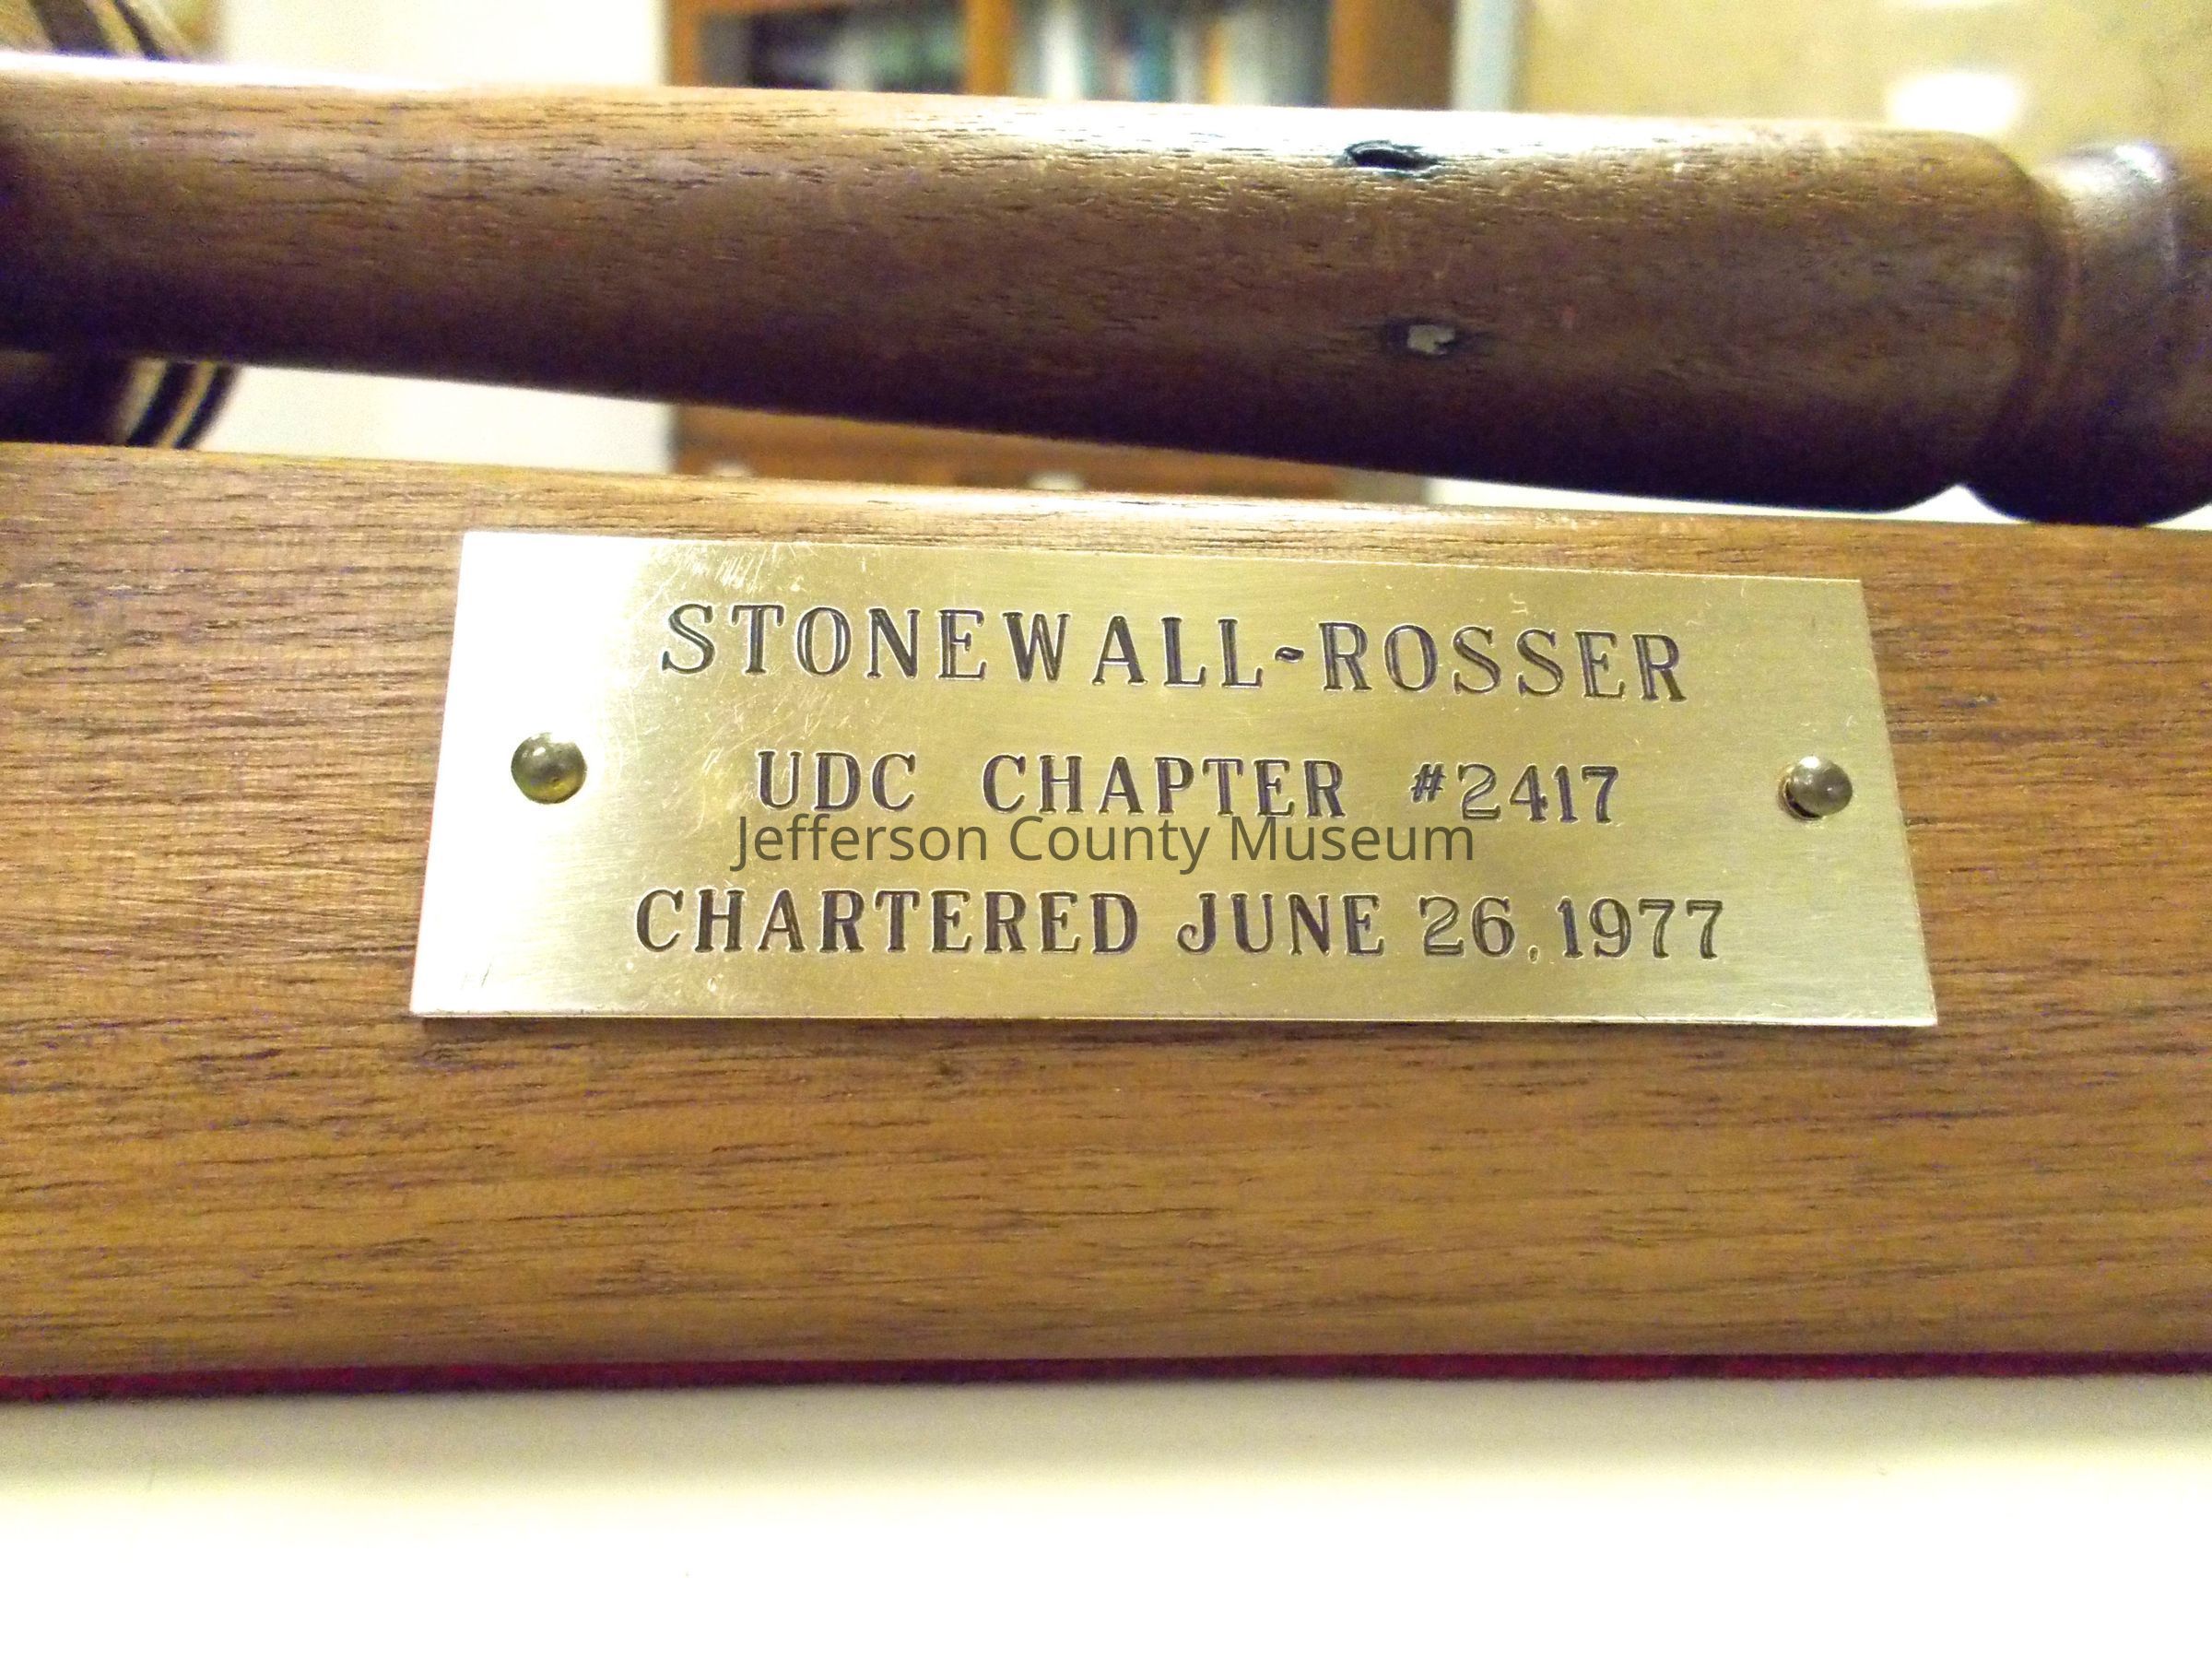 STONEWALL-ROSSER
UDC CHAPTER #2417
Jefferson County Museum
CHARTERED JUNE 26, 1977